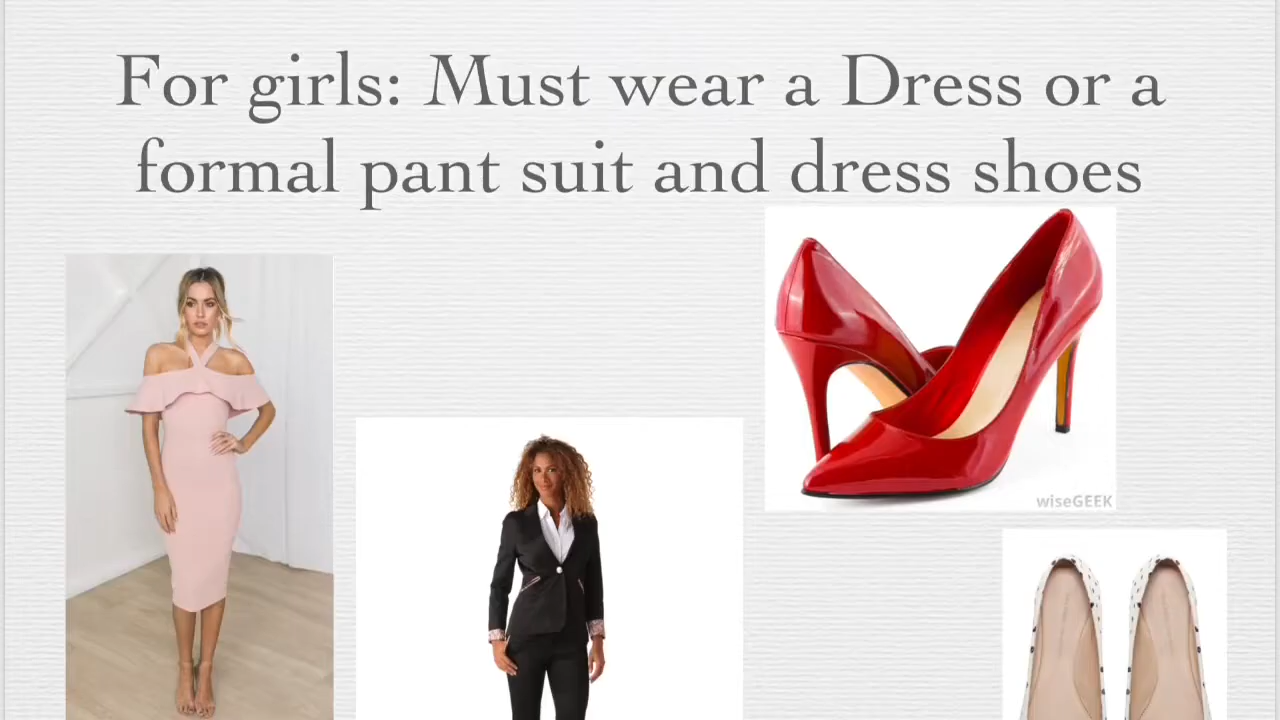 For girls: Must wear a Dress or a
formal pant suit and dress shoes
wiseGEEK